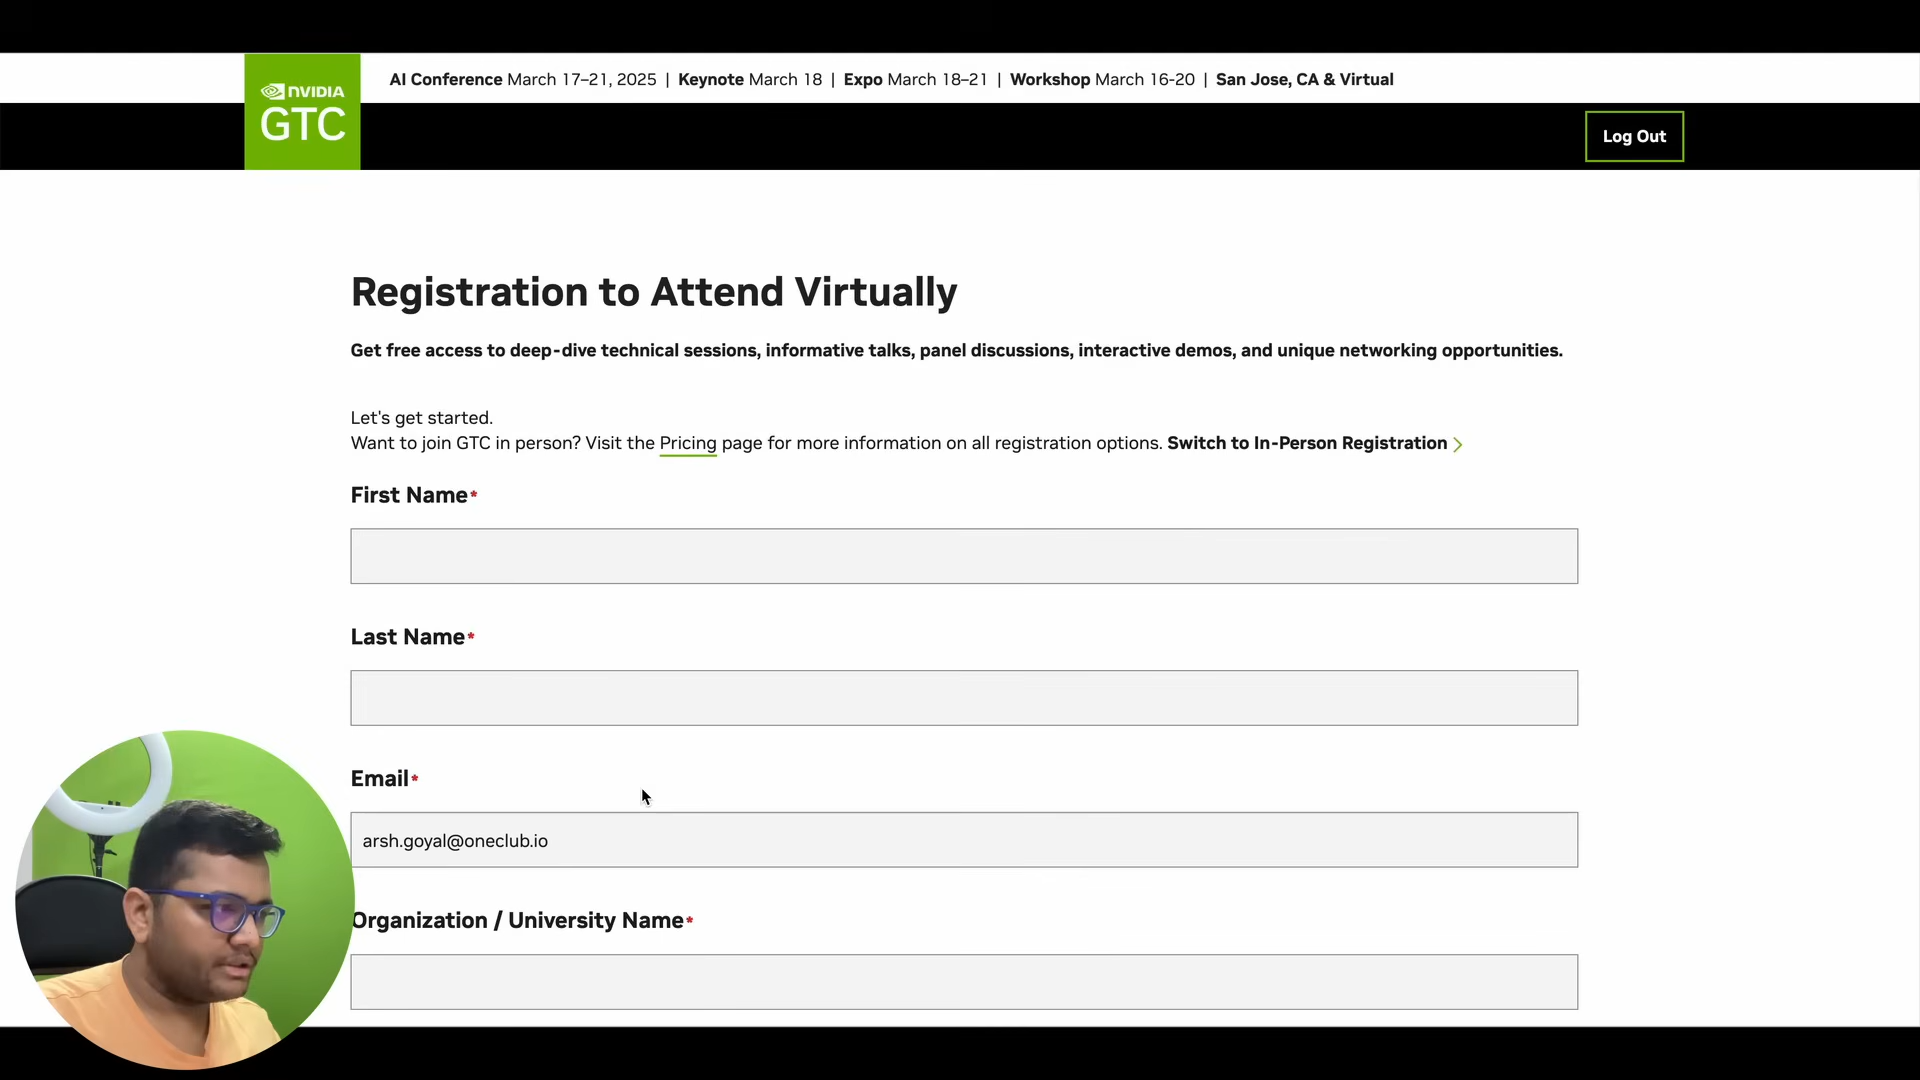 NVIDIA
GTC
AI Conference March 17–21, 2025 | Keynote March 18 | Expo March 18–21 | Workshop March 16-20 | San Jose, CA & Virtual
Log Out
Registration to Attend Virtually
Get free access to deep-dive technical sessions, informative talks, panel discussions, interactive demos, and unique networking opportunities.
Let's get started.
Want to join GTC in person? Visit the Pricing page for more information on all registration options. Switch to In-Person Registration >
First Name*
Last Name*
Email*
arsh.goyal@oneclub.io
Organization / University Name*